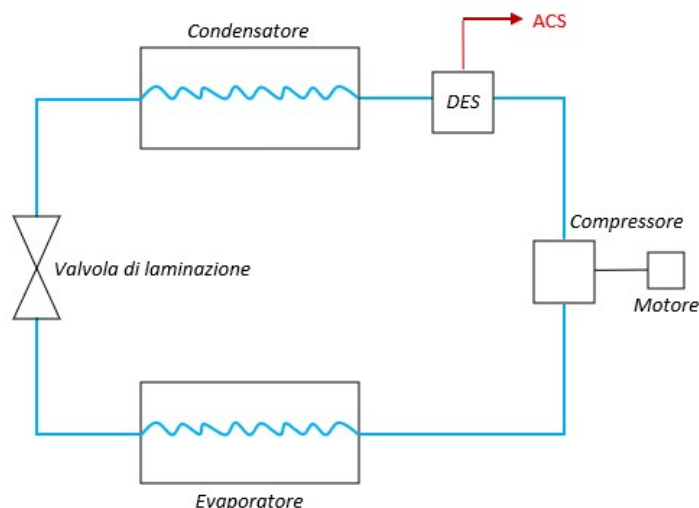 Condensatore
ACS
DES
Compressore
Valvola di laminazione
Motore
Evaporatore